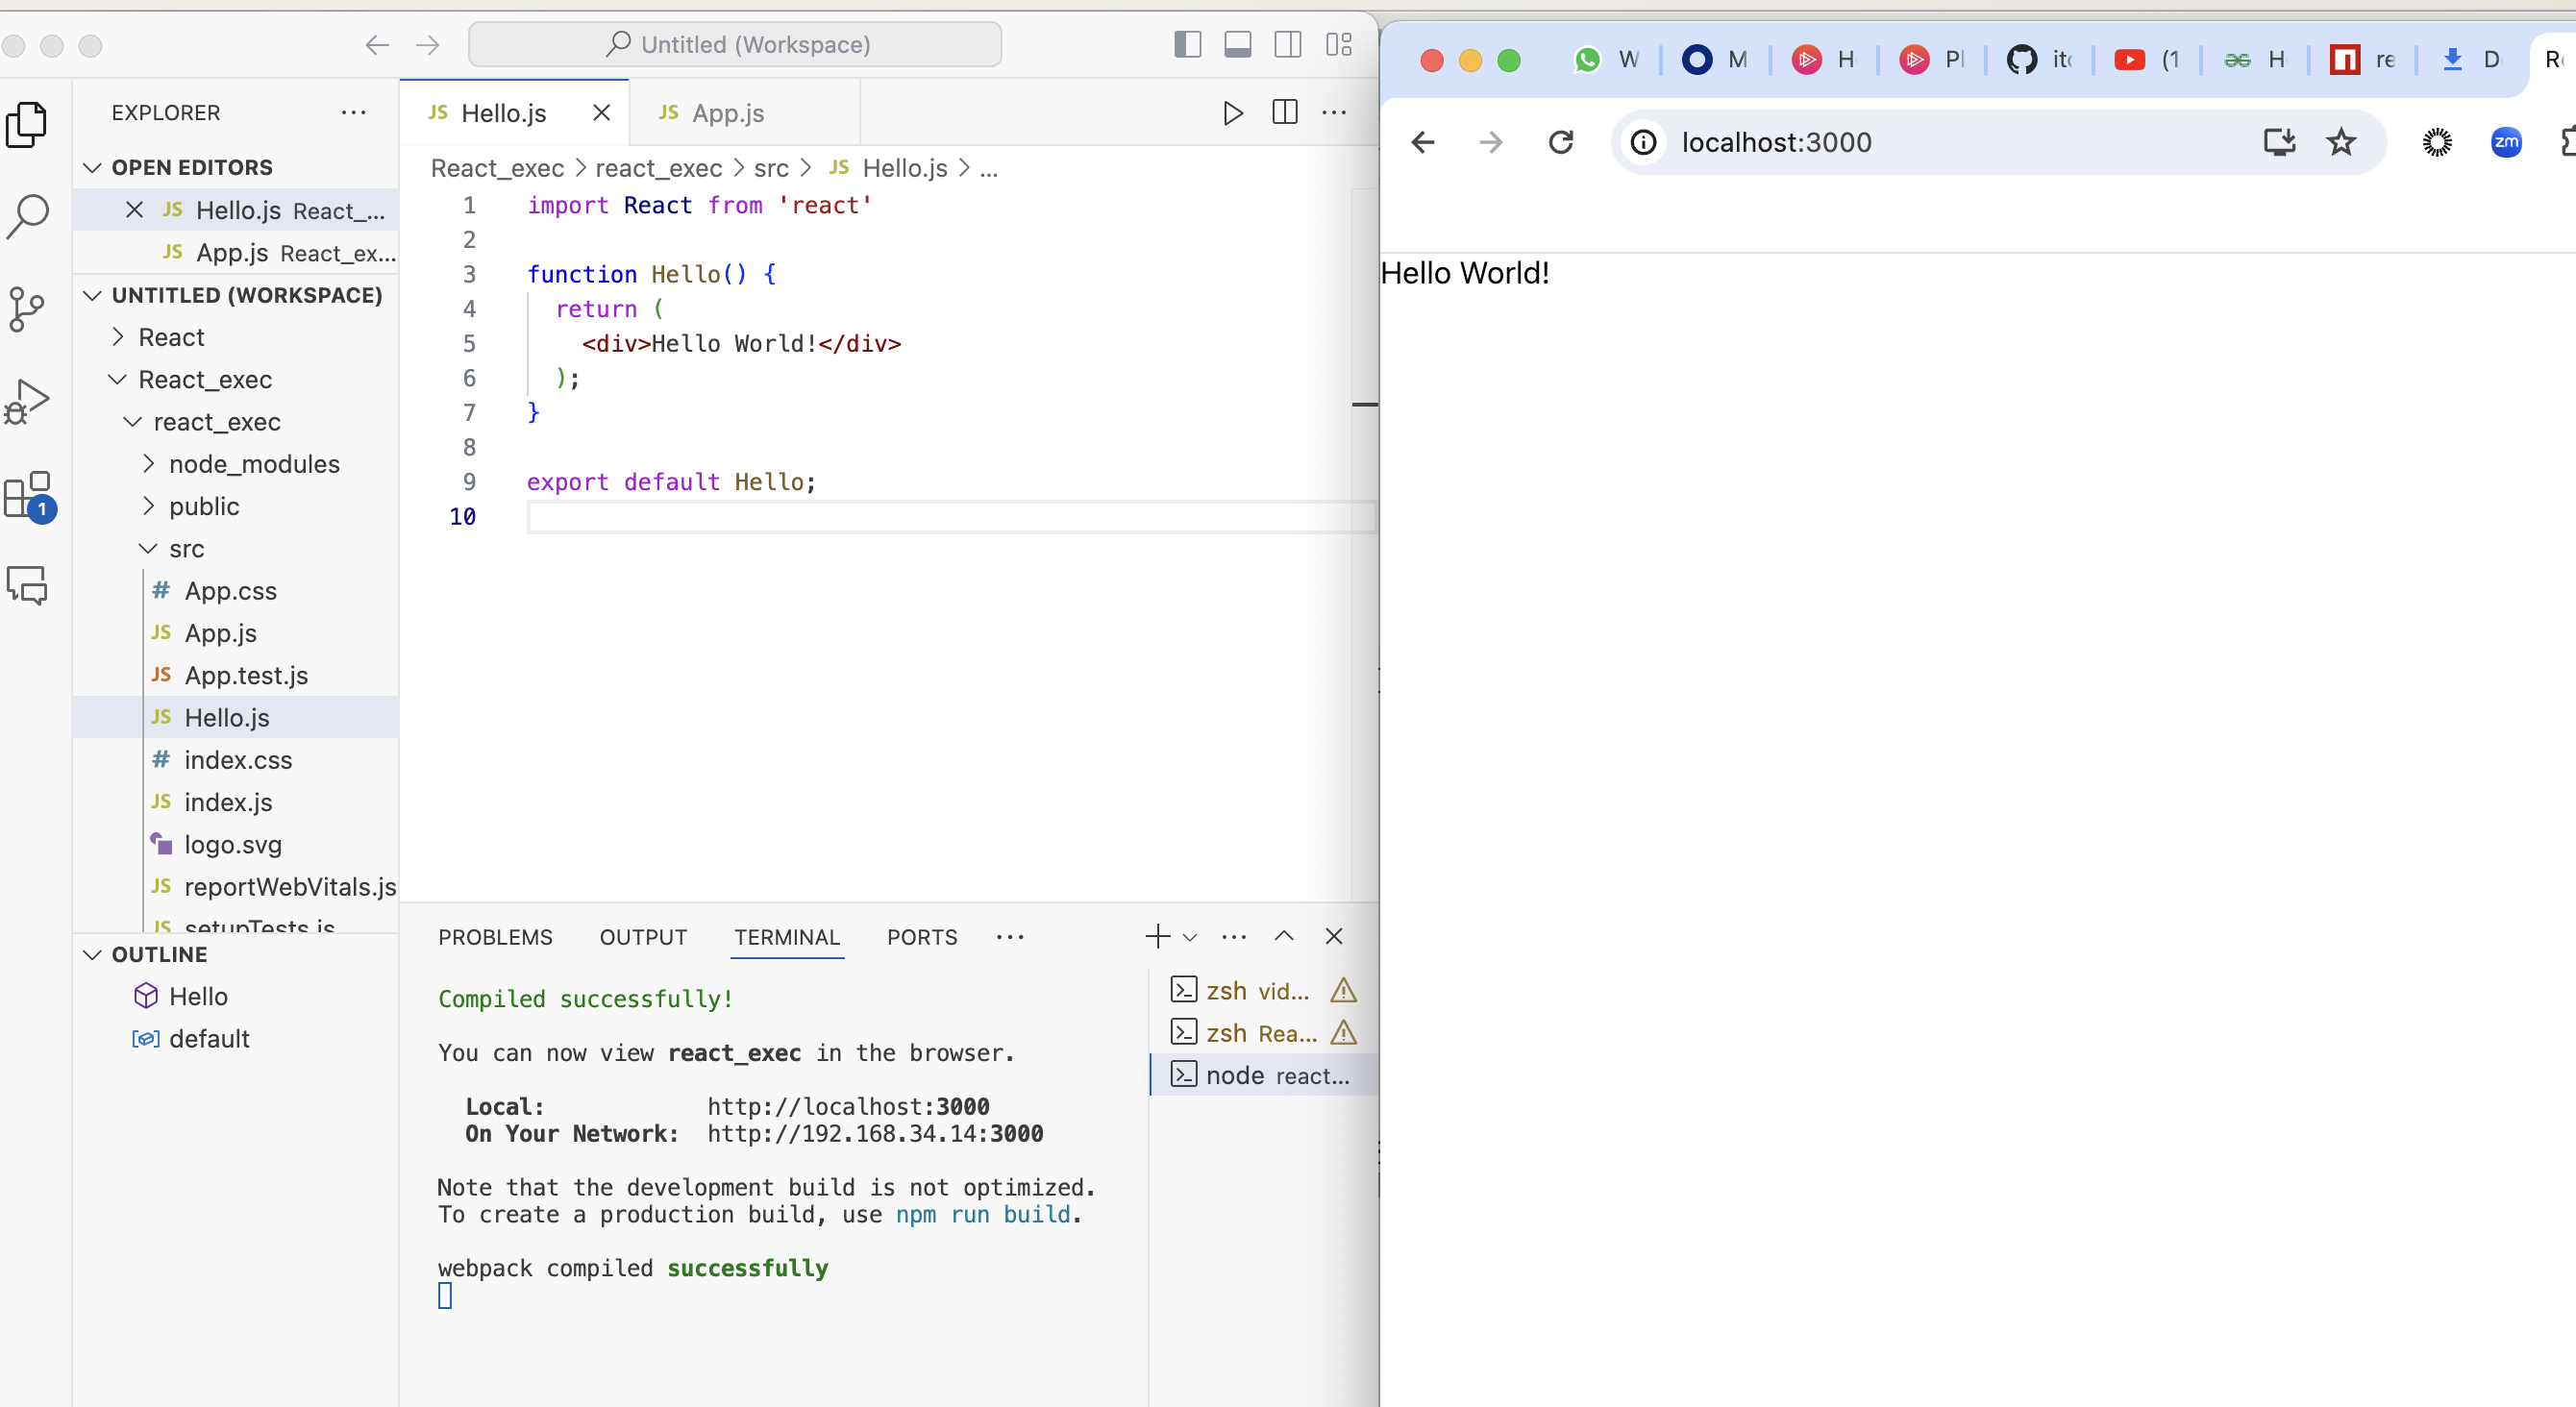 Untitled (Workspace)
EXPLORER
OPEN EDITORS
JS Hello.js React_...
JS App.js React_ex...
UNTITLED (WORKSPACE)
React
React_exec
react_exec
node_modules
public
src
# App.css
JS App.js
JS App.test.js
JS Hello.js
# index.css
JS index.js
logo.svg
JS reportWebVitals.js
JS setupTests.js
OUTLINE
Hello
default
1
JS Hello.js
JS App.js
React_exec > react_exec > src > JS Hello.js > ...
1 import React from 'react'
2
3 function Hello() {
4 return (
5 <div>Hello World!</div>
6 );
7 }
8
9 export default Hello;
10
PROBLEMS OUTPUT TERMINAL PORTS
Compiled successfully!
You can now view react_exec in the browser.
Local: http://localhost:3000
On Your Network: http://192.168.34.14:3000
Note that the development build is not optimized.
To create a production build, use npm run build.
webpack compiled successfully
zsh vid...
zsh Rea...
node react...
W M H Pl itc (1 H re D R
localhost:3000
zm
Hello World!